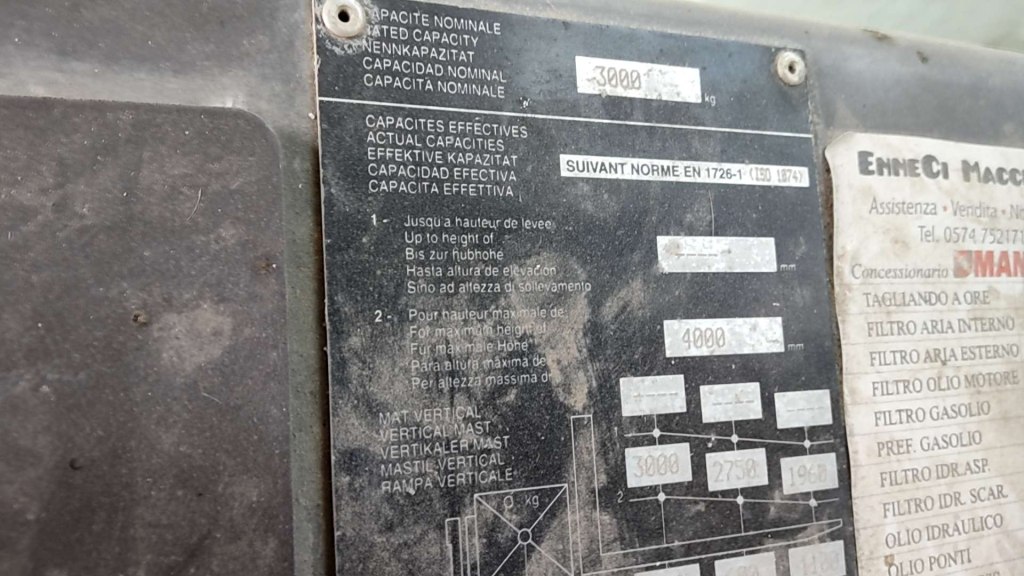 CAPACITE NOMINALE
RATED CAPACITY
NENNKAPAZITAT
CAPACIDAD NOMINAL
CAPACITA NOMINALE
3000 kg
CAPACITES EFFECTIVES
ACTUAL CAPACITIES
EFFEKTIVE KAPAZITAT
CAPACIDAD EFECTIVA
CAPACITA EFFETTIVA
SUIVANT NORME EN 1726-1 (ISO 1074)
1 - Jusqu'a hauteur de levee
Up to height of
Bis zur hubhohe
Hasta altura de elevacion
Sino ad altezza di sollevamento
---- mm
2 - Pour hauteur maximale de
For maximum height of
Fur maximale Hohe
Para altura máxima de
Per altezza massima di
4000 mm
MAT VERTICAL
VERTICAL MAST
VERTIKALER MAST
MASTIL VERTICAL
RAMPA VERTICALE
---- ---- ----
3000 2750 1960
2
Q kg
1100
ENNECI MACC
Assistenza • Vendita • No
Tel. 0574 752171
Concessionario MAN
TAGLIANDO A ORE
FILTRO ARIA INTERNO
FILTRO ARIA ESTERNO
FILTRO OLIO MOTORE
FILTRO GASOLIO
PREF. GASOLIO
FILTRO IDR. ASP.
FILTRO IDR. SCAR.
OLIO IDRAULICO
OLIO PONTI